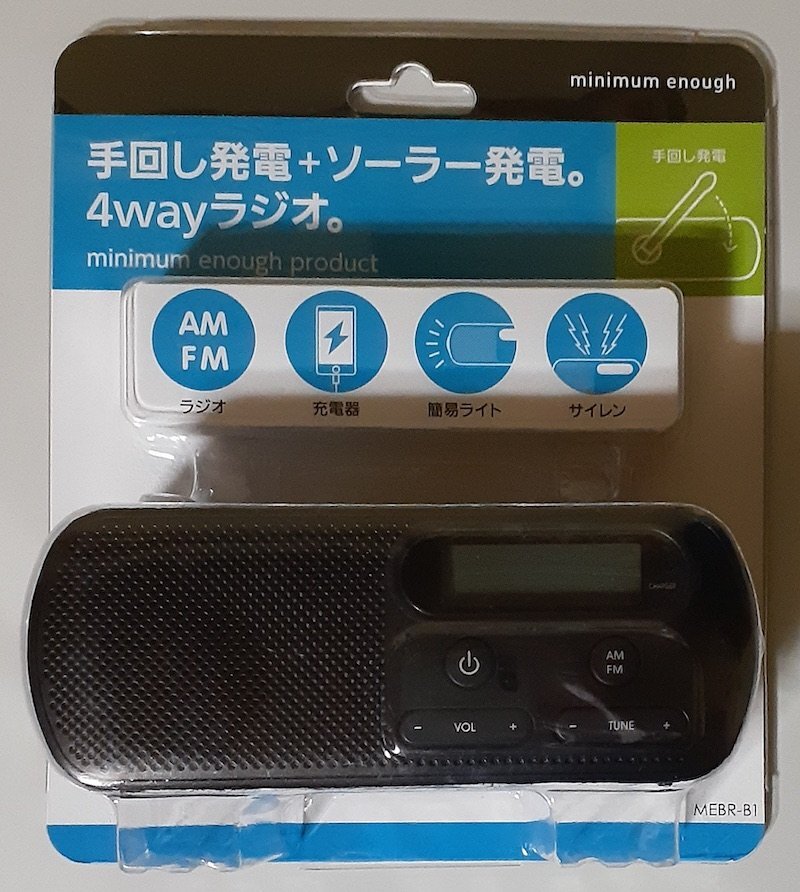 minimum enough
手回し発電+ソーラー発電。
4wayラジオ。
minimum enough product
手回し発電
AM
FM
ラジオ
充電器
簡易ライト
サイレン
CHARGER
AM
FM
− VOL +
− TUNE +
MEBR-B1